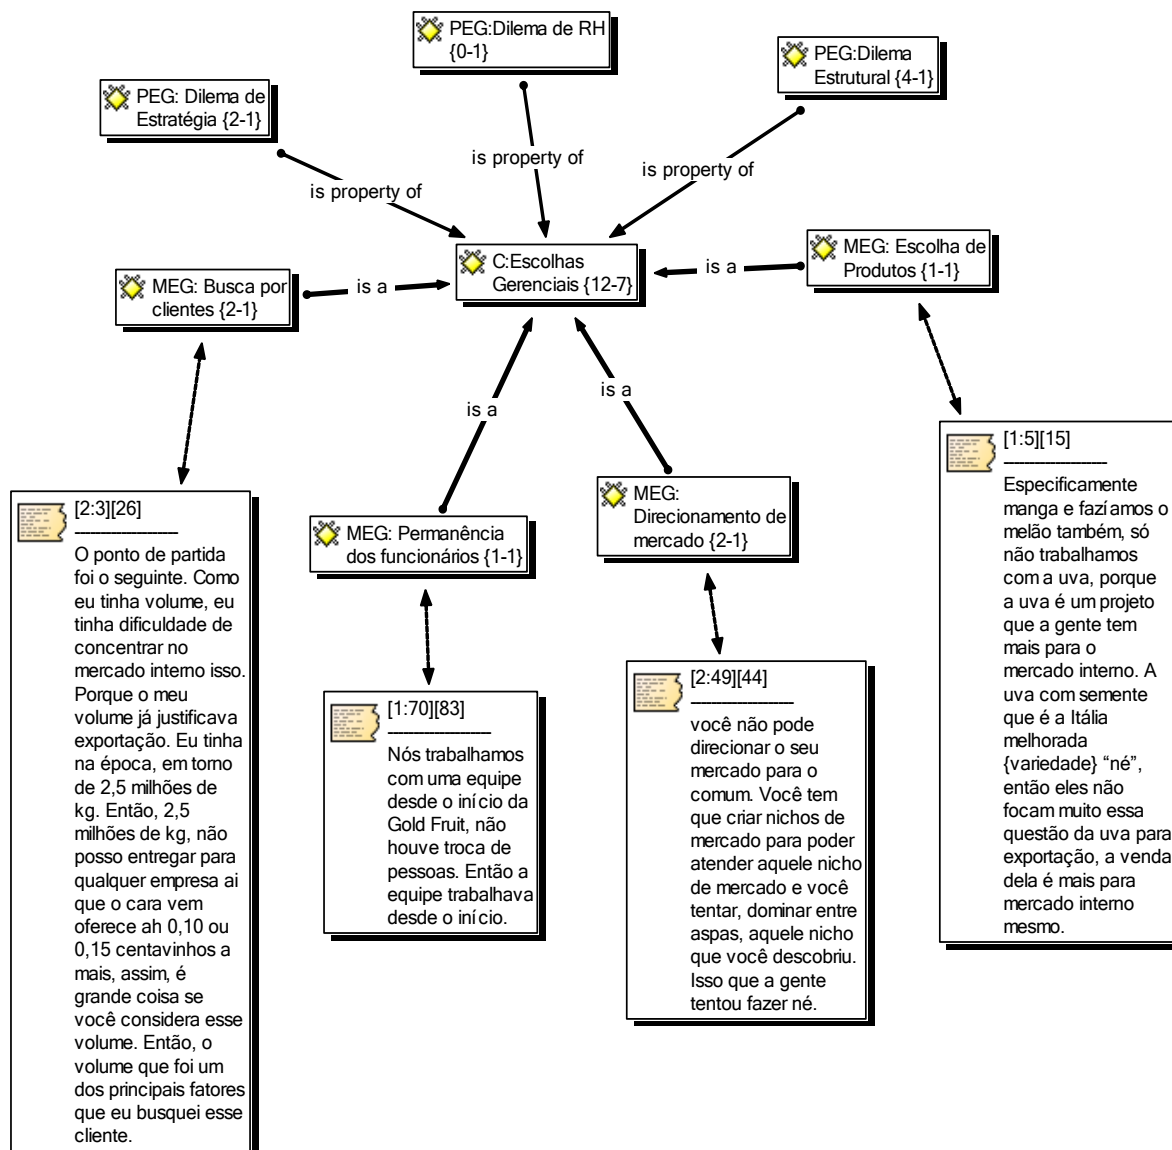 PEG:Dilema de RH
{0-1}
PEG: Dilema de
Estratégia {2-1}
PEG:Dilema
Estrutural {4-1}
is property of
is property of
is property of
C:Escolhas
Gerenciais {12-7}
MEG: Busca por
clientes {2-1}
is a
MEG: Escolha de
Produtos {1-1}
is a
is a
is a
MEG: Permanência
dos funcionários {1-1}
MEG:
Direcionamento de
mercado {2-1}
[2:3][26]
--------------------
O ponto de partida
foi o seguinte. Como
eu tinha volume, eu
tinha dificuldade de
concentrar no
mercado interno isso.
Porque o meu
volume já justificava
exportação. Eu tinha
na época, em torno
de 2,5 milhões de
kg. Então, 2,5
milhões de kg, não
posso entregar para
qualquer empresa ai
que o cara vem
oferece ah 0,10 ou
0,15 centavinhos a
mais, assim, é
grande coisa se
você considera esse
volume. Então, o
volume que foi um
dos principais fatores
que eu busquei esse
cliente.
[1:70][83]
--------------------
Nós trabalhamos
com uma equipe
desde o início da
Gold Fruit, não
houve troca de
pessoas. Então a
equipe trabalhava
desde o início.
[2:49][44]
--------------------
você não pode
direcionar o seu
mercado para o
comum. Você tem
que criar nichos de
mercado para poder
atender aquele nicho
de mercado e você
tentar, dominar entre
aspas, aquele nicho
que você descobriu.
Isso que a gente
tentou fazer né.
[1:5][15]
--------------------
Especificamente
manga e fazíamos o
melão também, só
não trabalhamos
com a uva, porque
a uva é um projeto
que a gente tem
mais para o
mercado interno. A
uva com semente
que é a Itália
melhorada
{variedade} “né”,
então eles não
focam muito essa
questão da uva para
exportação, a venda
dela é mais para
mercado interno
mesmo.